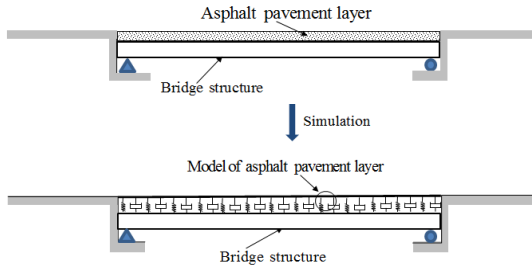 Asphalt pavement layer
Bridge structure
Simulation
Model of asphalt pavement layer
Bridge structure